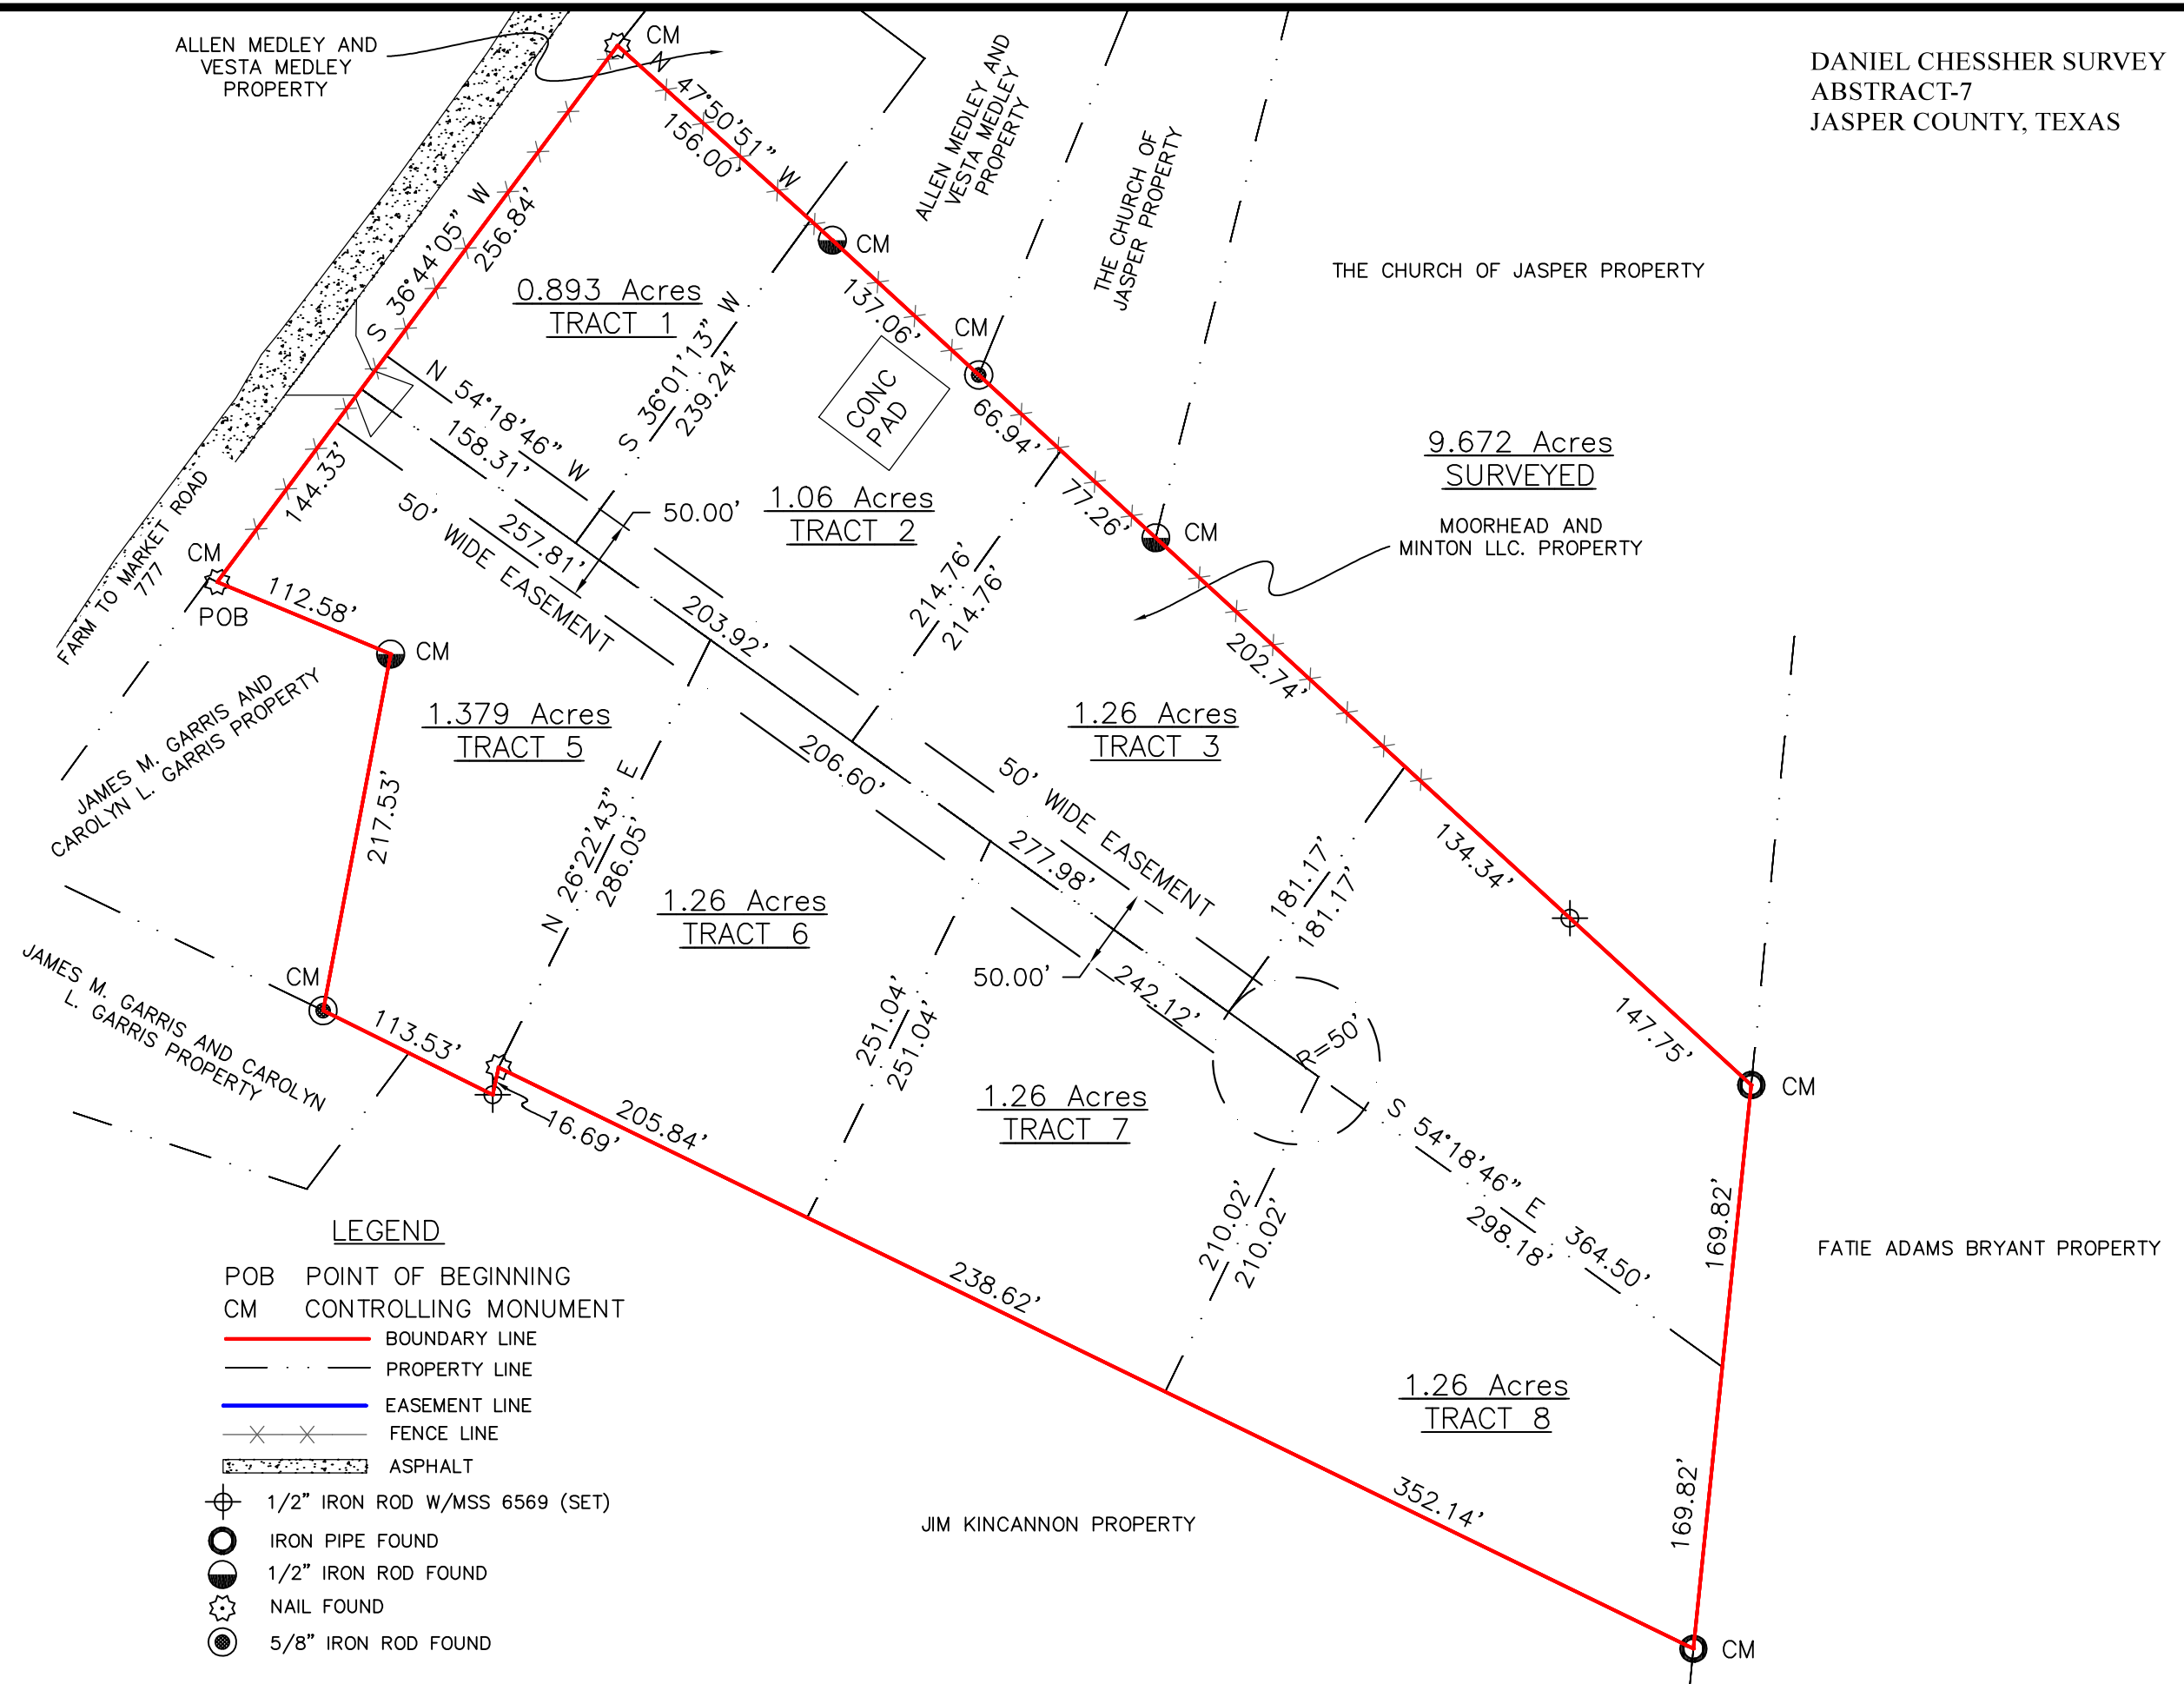 DANIEL CHESSHER SURVEY
ABSTRACT-7
JASPER COUNTY, TEXAS
ALLEN MEDLEY AND
VESTA MEDLEY
PROPERTY
CM
N 47°50'51" W
156.00'
ALLEN MEDLEY AND
VESTA MEDLEY
PROPERTY
THE CHURCH OF
JASPER PROPERTY
THE CHURCH OF JASPER PROPERTY
S 36°44'05" W
256.84'
CM
0.893 Acres
TRACT 1
137.06'
CM
S 36°01'13" W
239.24'
CONC
PAD
N 54°18'46" W
158.31'
66.94'
9.672 Acres
SURVEYED
144.33'
50' WIDE EASEMENT
257.81'
50.00'
1.06 Acres
TRACT 2
77.26'
CM
MOORHEAD AND
MINTON LLC. PROPERTY
FARM TO MARKET ROAD
777
CM
POB
112.58'
CM
203.92'
214.76'
214.76'
202.74'
JAMES M. GARRIS AND
CAROLYN L. GARRIS PROPERTY
1.379 Acres
TRACT 5
1.26 Acres
TRACT 3
217.53'
206.60'
50' WIDE EASEMENT
N 26°22'43" E
286.05'
277.98'
134.34'
1.26 Acres
TRACT 6
181.17'
181.17'
JAMES M. GARRIS AND CAROLYN
L. GARRIS PROPERTY
CM
50.00'
242.12'
113.53'
251.04'
251.04'
R=50'
147.75'
CM
16.69'
205.84'
1.26 Acres
TRACT 7
S 54°18'46" E 364.50'
298.18'
169.82'
FATIE ADAMS BRYANT PROPERTY
210.02'
210.02'
238.62'
1.26 Acres
TRACT 8
352.14'
169.82'
JIM KINCANNON PROPERTY
CM
LEGEND
POB POINT OF BEGINNING
CM CONTROLLING MONUMENT
BOUNDARY LINE
PROPERTY LINE
EASEMENT LINE
FENCE LINE
ASPHALT
1/2" IRON ROD W/MSS 6569 (SET)
IRON PIPE FOUND
1/2" IRON ROD FOUND
NAIL FOUND
5/8" IRON ROD FOUND